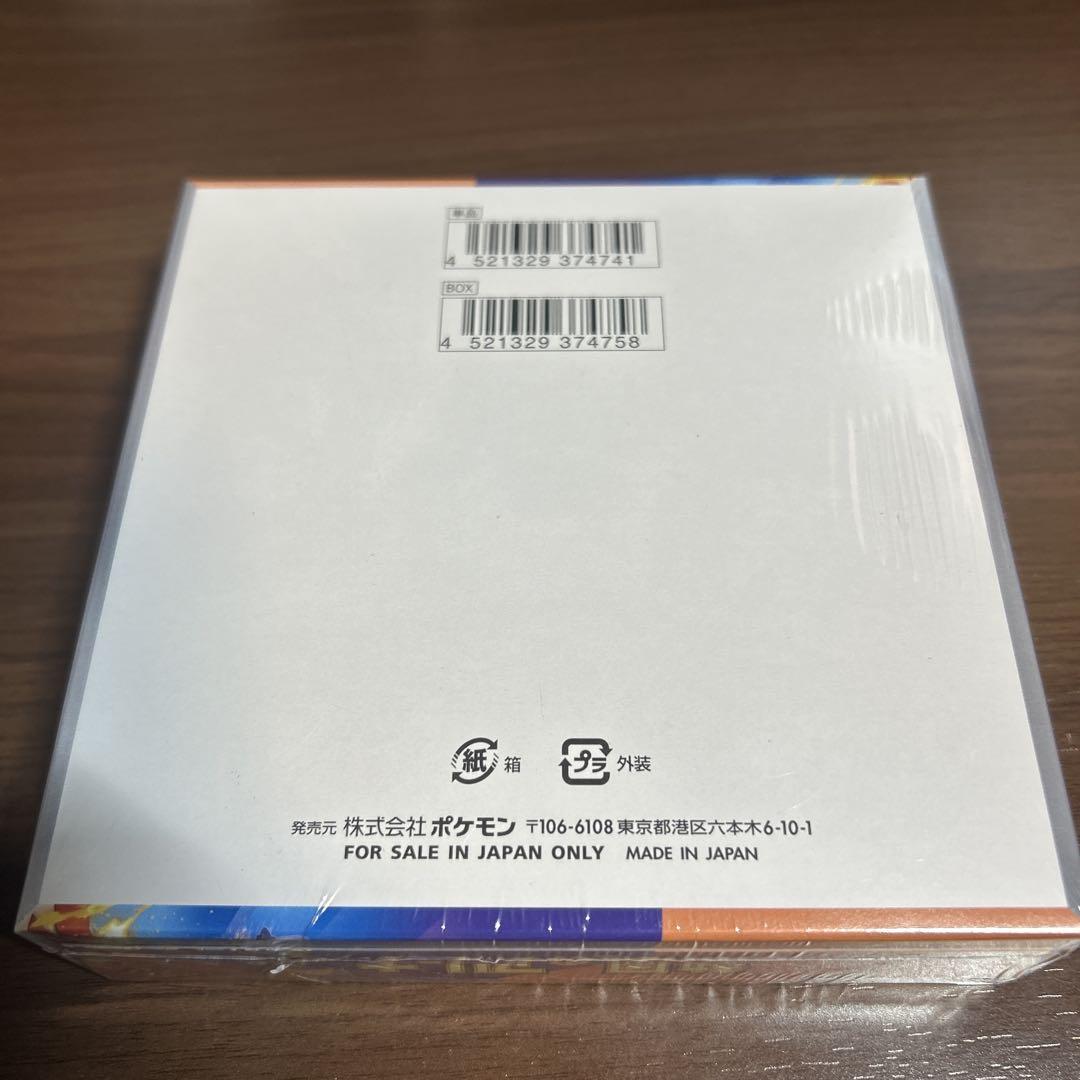 単品
4 521329 374741
BOX
4 521329 374758
紙 箱 プラ 外装
発売元 株式会社 ポケモン 〒106-6108 東京都港区六本木6-10-1
FOR SALE IN JAPAN ONLY MADE IN JAPAN